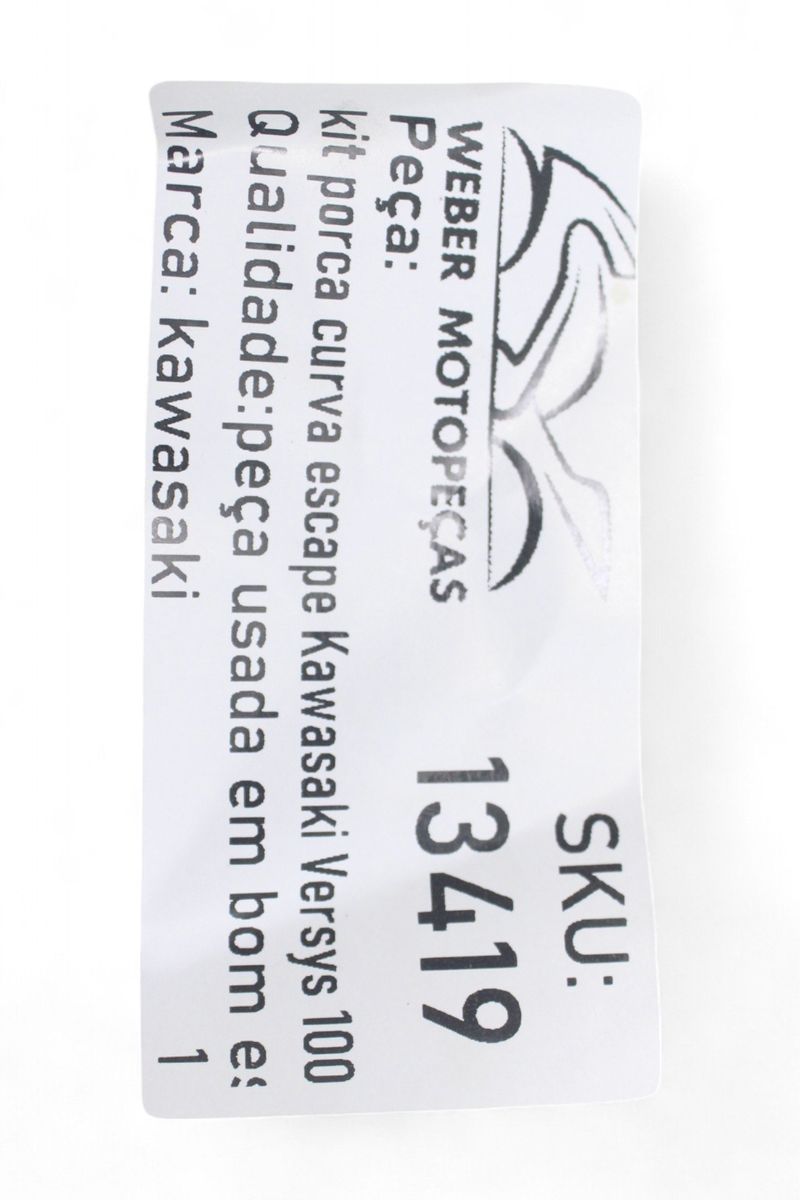 WEBER MOTOPEÇAS
SKU:
13419
Peça:
kit porca curva escape Kawasaki Versys 100
Qualidade:peça usada em bom es
Marca: kawasaki
1